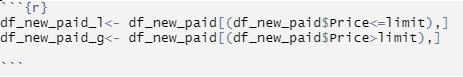 ```{r}
df_new_paid_l<- df_new_paid[(df_new_paid$Price<=limit),]
df_new_paid_g<- df_new_paid[(df_new_paid$Price>limit),]
```